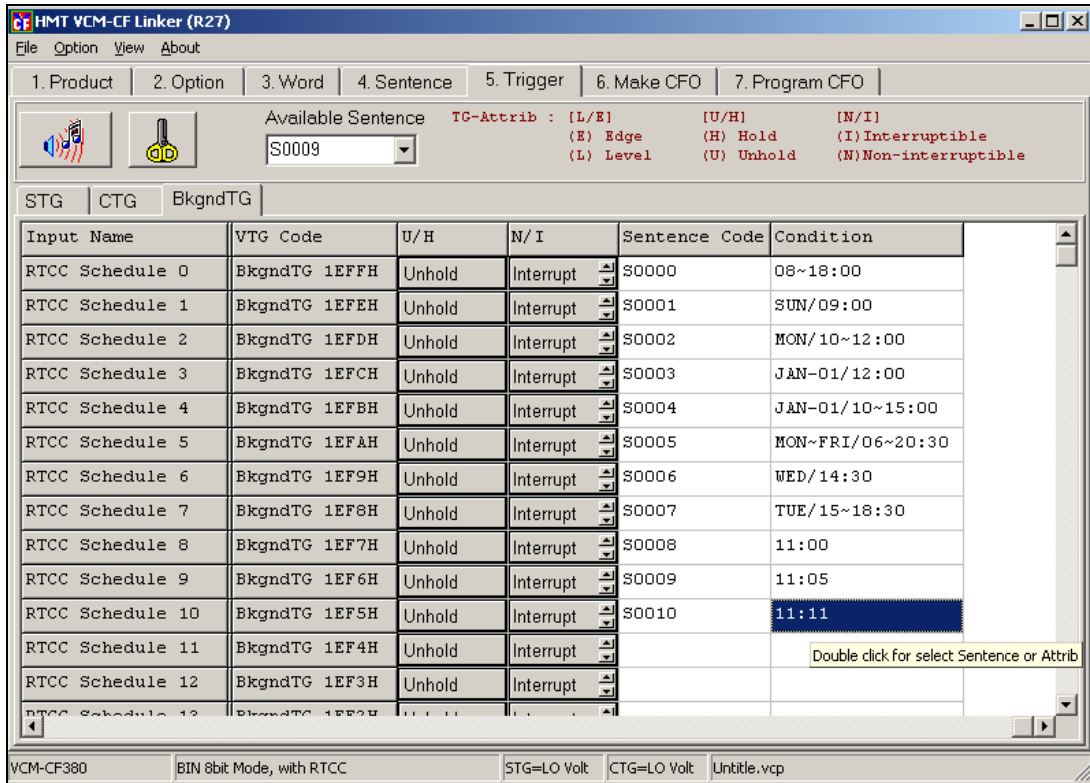 HMT VCM-CF Linker (R27)
File Option View About
1. Product 2. Option 3. Word 4. Sentence 5. Trigger 6. Make CFO 7. Program CFO
Available Sentence
S0009
TG-Attrib : [L/E] [U/H] [N/I]
(E) Edge (H) Hold (I)Interruptible
(L) Level (U) Unhold (N)Non-interruptible
STG CTG BkgndTG
Input Name VTG Code U/H N/I Sentence Code Condition
RTCC Schedule 0 BkgndTG 1EFFH Unhold Interrupt S0000 08~18:00
RTCC Schedule 1 BkgndTG 1EFEH Unhold Interrupt S0001 SUN/09:00
RTCC Schedule 2 BkgndTG 1EFDH Unhold Interrupt S0002 MON/10~12:00
RTCC Schedule 3 BkgndTG 1EFCH Unhold Interrupt S0003 JAN-01/12:00
RTCC Schedule 4 BkgndTG 1EFBH Unhold Interrupt S0004 JAN-01/10~15:00
RTCC Schedule 5 BkgndTG 1EFAH Unhold Interrupt S0005 MON~FRI/06~20:30
RTCC Schedule 6 BkgndTG 1EF9H Unhold Interrupt S0006 WED/14:30
RTCC Schedule 7 BkgndTG 1EF8H Unhold Interrupt S0007 TUE/15~18:30
RTCC Schedule 8 BkgndTG 1EF7H Unhold Interrupt S0008 11:00
RTCC Schedule 9 BkgndTG 1EF6H Unhold Interrupt S0009 11:05
RTCC Schedule 10 BkgndTG 1EF5H Unhold Interrupt S0010 11:11
RTCC Schedule 11 BkgndTG 1EF4H Unhold Interrupt
Double click for select Sentence or Attrib
RTCC Schedule 12 BkgndTG 1EF3H Unhold Interrupt
RTCC Schedule 13 BkgndTG 1EF2H
VCM-CF380 BIN 8bit Mode, with RTCC STG=LO Volt CTG=LO Volt Untitle.vcp